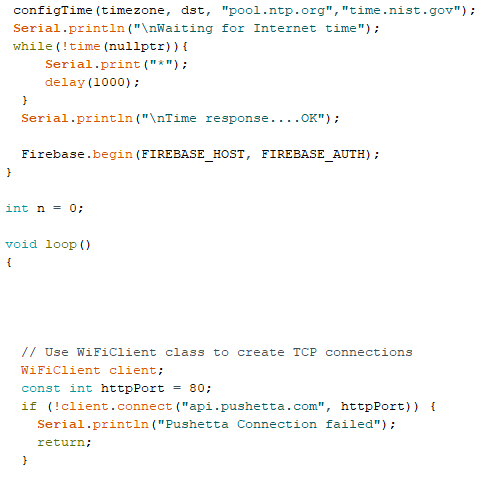 configTime(timezone, dst, "pool.ntp.org","time.nist.gov");
Serial.println("\nWaiting for Internet time");
while(!time(nullptr)){
Serial.print("*");
delay(1000);
}
Serial.println("\nTime response....OK");
Firebase.begin(FIREBASE_HOST, FIREBASE_AUTH);
}
int n = 0;
void loop()
{
// Use WiFiClient class to create TCP connections
WiFiClient client;
const int httpPort = 80;
if (!client.connect("api.pushetta.com", httpPort)) {
Serial.println("Pushetta Connection failed");
return;
}